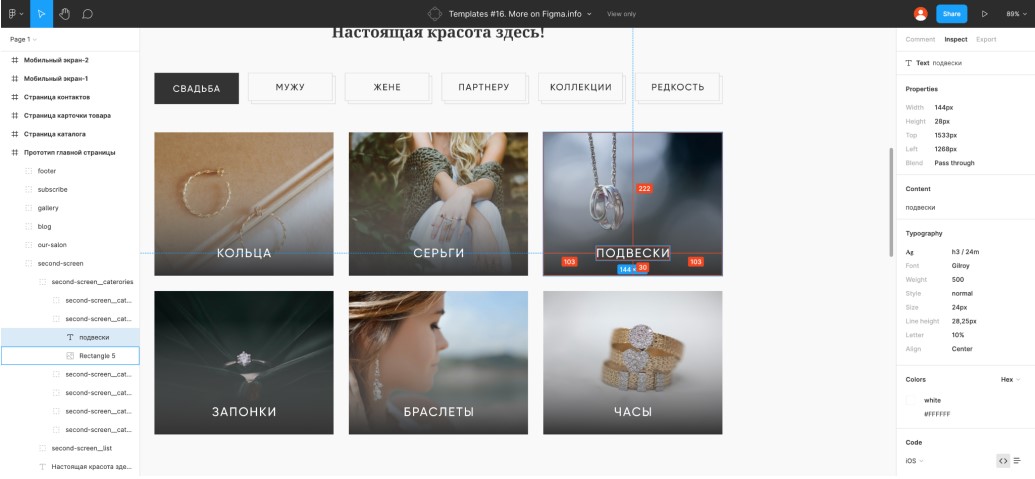 Templates #16. More on Figma.info
View only
Share
89%
Page 1
Мобильный экран-2
Мобильный экран-1
Страница контактов
Страница карточки товара
Страница каталога
Прототип главной страницы
footer
subscribe
gallery
blog
our-salon
second-screen
second-screen__caterories
second-screen__cat...
second-screen__cat...
подвески
Rectangle 5
second-screen__cat...
second-screen__cat...
second-screen__cat...
second-screen__cat...
second-screen__list
Настоящая красота зде...
Настоящая красота здесь!
СВАДЬБА
МУЖУ
ЖЕНЕ
ПАРТНЕРУ
КОЛЛЕКЦИИ
РЕДКОСТЬ
КОЛЬЦА
СЕРЬГИ
222
ПОДВЕСКИ
103
103
144 × 30
ЗАПОНКИ
БРАСЛЕТЫ
ЧАСЫ
Comment Inspect Export
Text подвески
Properties
Width 144px
Height 28px
Top 1533px
Left 1268px
Blend Pass through
Content
подвески
Typography
Ag h3 / 24m
Font Gilroy
Weight 500
Style normal
Size 24px
Line height 28,25px
Letter 10%
Align Center
Colors Hex
white
#FFFFFF
Code
iOS